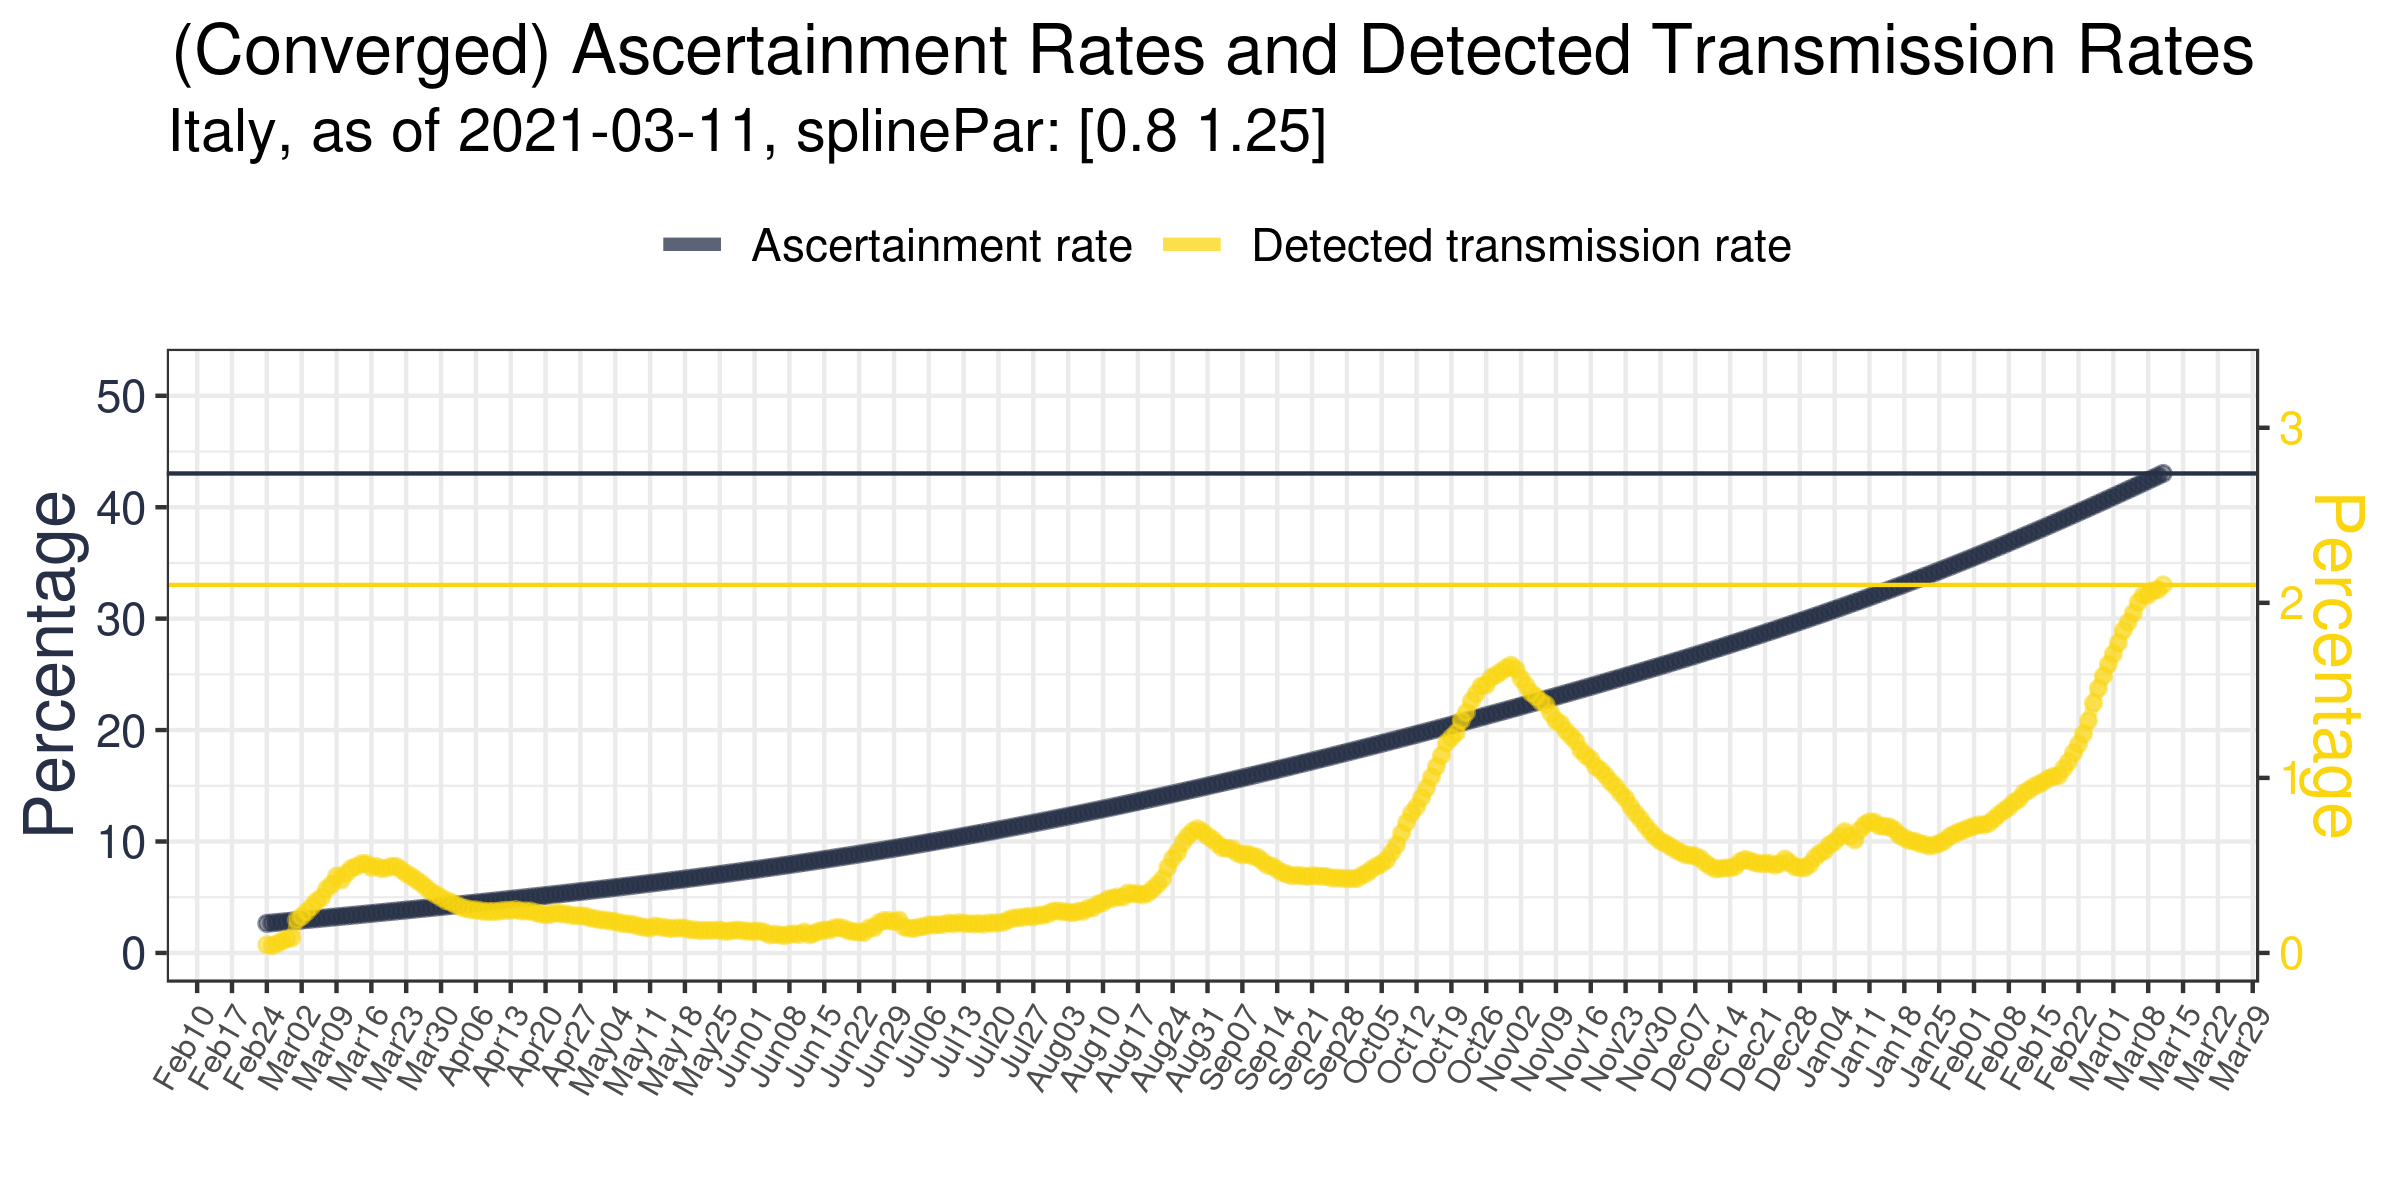 (Converged) Ascertainment Rates and Detected Transmission Rates
Italy, as of 2021-03-11, splinePar: [0.8 1.25]
Ascertainment rate
Detected transmission rate
Percentage
50
40
30
20
10
0
3
2
1
0
Percentage
Feb10
Feb17
Feb24
Mar02
Mar09
Mar16
Mar23
Mar30
Apr06
Apr13
Apr20
Apr27
May04
May11
May18
May25
Jun01
Jun08
Jun15
Jun22
Jun29
Jul06
Jul13
Jul20
Jul27
Aug03
Aug10
Aug17
Aug24
Aug31
Sep07
Sep14
Sep21
Sep28
Oct05
Oct12
Oct19
Oct26
Nov02
Nov09
Nov16
Nov23
Nov30
Dec07
Dec14
Dec21
Dec28
Jan04
Jan11
Jan18
Jan25
Feb01
Feb08
Feb15
Feb22
Mar01
Mar08
Mar15
Mar22
Mar29